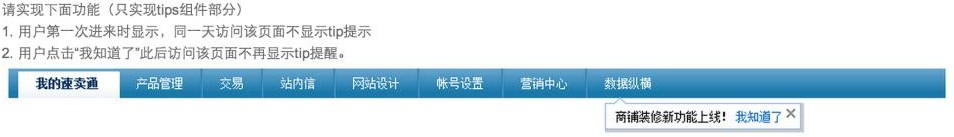 请实现下面功能（只实现tips组件部分）
1. 用户第一次进来时显示，同一天访问该页面不显示tip提示
2. 用户点击“我知道了”此后访问该页面不再显示tip提醒。
我的速卖通 产品管理 交易 站内信 网站设计 帐号设置 营销中心 数据纵横
商铺装修新功能上线！ 我知道了